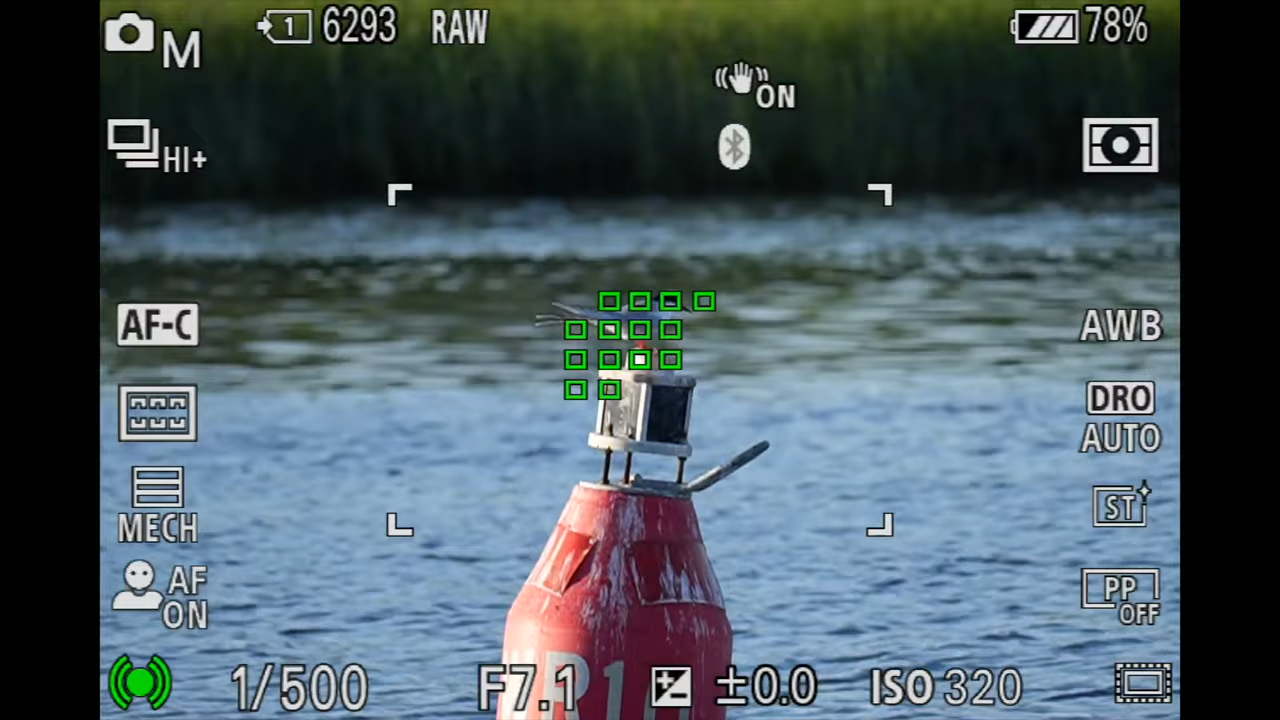 M
1 6293 RAW
78%
ON
HI+
AF-C
AWB
DRO
AUTO
MECH
ST
AF
ON
PP
OFF
1/500 F7.1 ±0.0 ISO 320